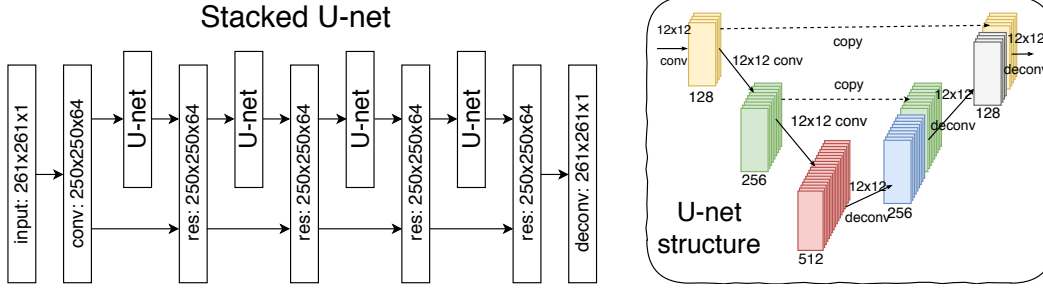 Stacked U-net
input: 261x261x1
conv: 250x250x64
U-net
res: 250x250x64
U-net
res: 250x250x64
U-net
res: 250x250x64
U-net
res: 250x250x64
deconv: 261x261x1
12x12
conv
128
copy
12x12 conv
256
copy
12x12 conv
512
12x12
deconv
256
12x12
deconv
128
12x12
deconv
U-net
structure